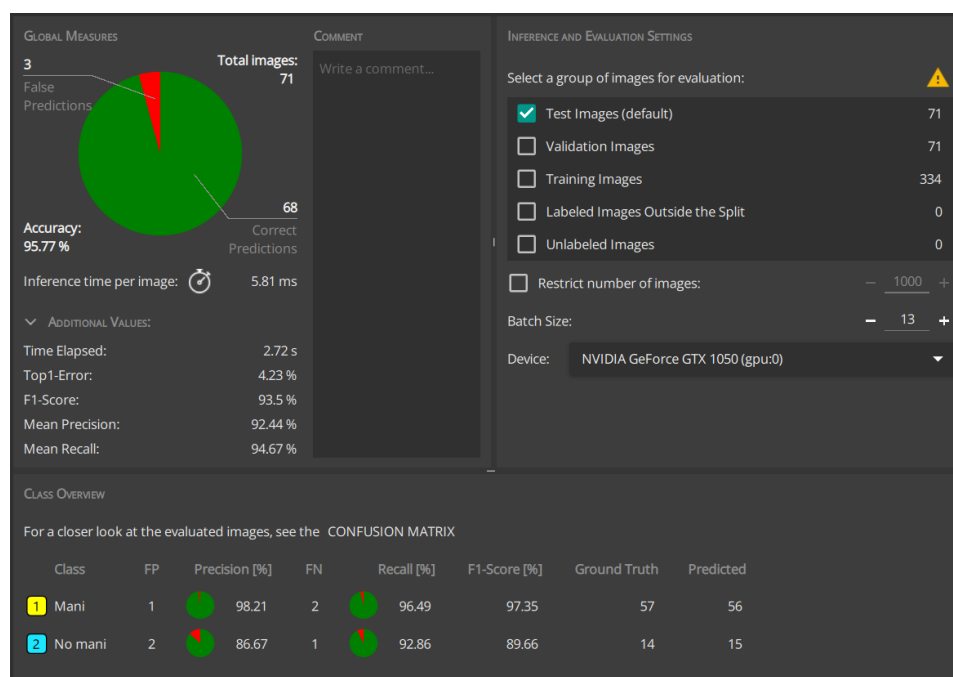 Global Measures
3
False
Predictions
Total images:
71
68
Correct
Predictions
Accuracy:
95.77 %
Inference time per image: 5.81 ms
Additional Values:
Time Elapsed: 2.72 s
Top1-Error: 4.23 %
F1-Score: 93.5 %
Mean Precision: 92.44 %
Mean Recall: 94.67 %
Comment
Write a comment...
Inference and Evaluation Settings
Select a group of images for evaluation:
Test Images (default) 71
Validation Images 71
Training Images 334
Labeled Images Outside the Split 0
Unlabeled Images 0
Restrict number of images: − 1000 +
Batch Size: − 13 +
Device: NVIDIA GeForce GTX 1050 (gpu:0)
Class Overview
For a closer look at the evaluated images, see the CONFUSION MATRIX
Class FP Precision [%] FN Recall [%] F1-Score [%] Ground Truth Predicted
1 Mani 1 98.21 2 96.49 97.35 57 56
2 No mani 2 86.67 1 92.86 89.66 14 15